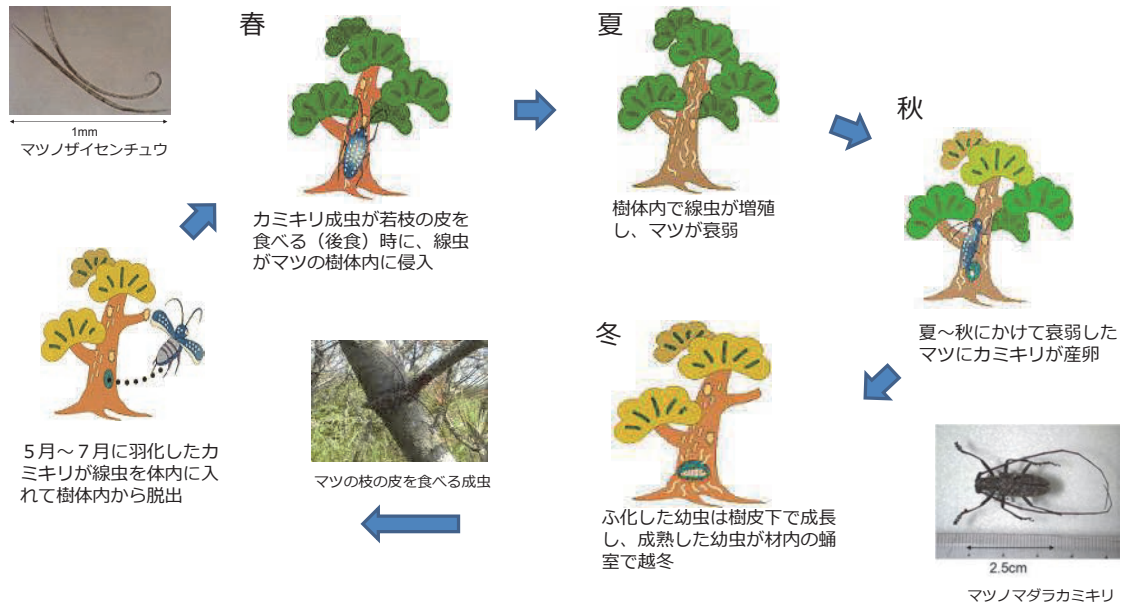 1mm
マツノザイセンチュウ
春
カミキリ成虫が若枝の皮を
食べる（後食）時に、線虫
がマツの樹体内に侵入
夏
樹体内で線虫が増殖
し、マツが衰弱
秋
夏～秋にかけて衰弱した
マツにカミキリが産卵
冬
ふ化した幼虫は樹皮下で成長
し、成熟した幼虫が材内の蛹
室で越冬
５月～７月に羽化したカ
ミキリが線虫を体内に入
れて樹体内から脱出
マツの枝の皮を食べる成虫
2.5cm
マツノマダラカミキリ